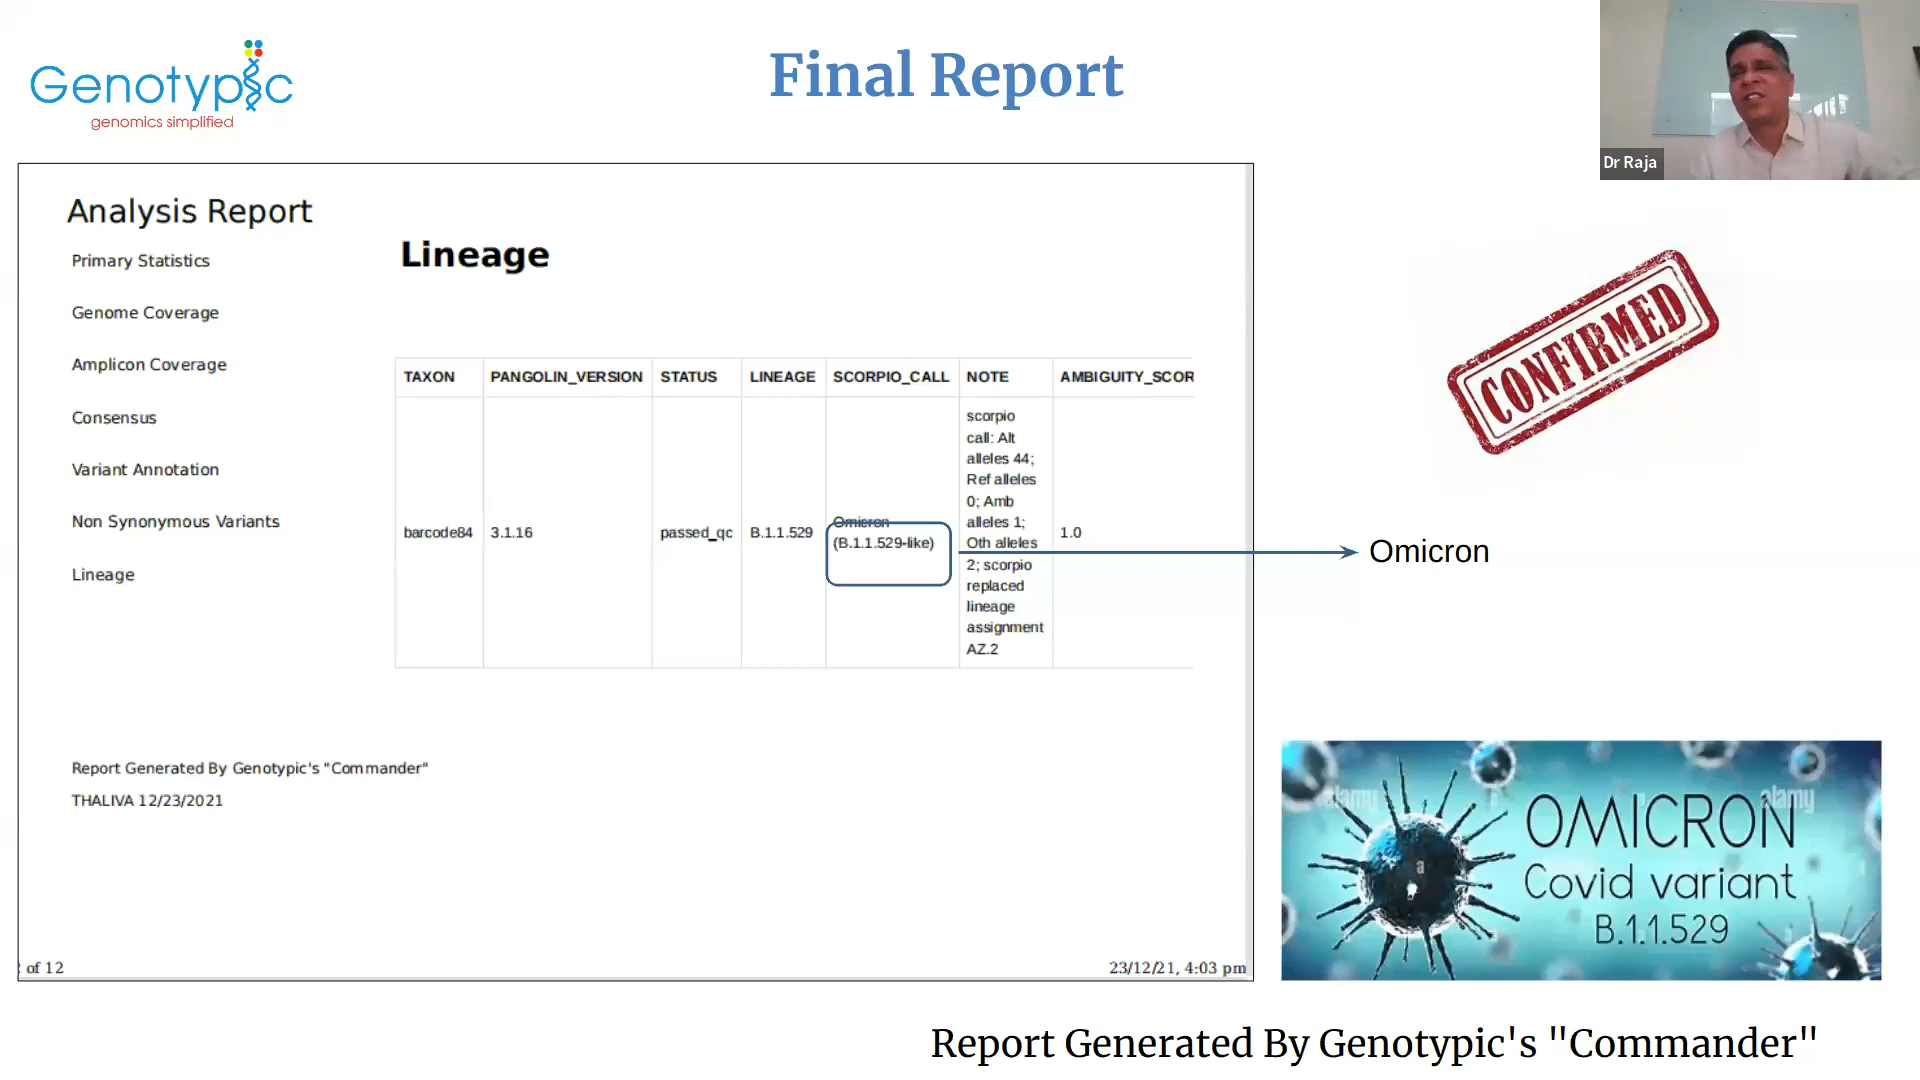 Genotypic
genomics simplified
Final Report
Dr Raja
Analysis Report
Primary Statistics
Genome Coverage
Amplicon Coverage
Consensus
Variant Annotation
Non Synonymous Variants
Lineage
Lineage
TAXON PANGOLIN_VERSION STATUS LINEAGE SCORPIO_CALL NOTE AMBIGUITY_SCOR
barcode84 3.1.16 passed_qc B.1.1.529
Omicron
(B.1.1.529-like)
scorpio
call: Alt
alleles 44;
Ref alleles
0; Amb
alleles 1;
Oth alleles
2; scorpio
replaced
lineage
assignment
AZ.2
1.0
Report Generated By Genotypic's "Commander"
THALIVA 12/23/2021
of 12
23/12/21, 4:03 pm
CONFIRMED
Omicron
alamy
alamy
a
OMICRON
Covid variant
B.1.1.529
Report Generated By Genotypic's "Commander"